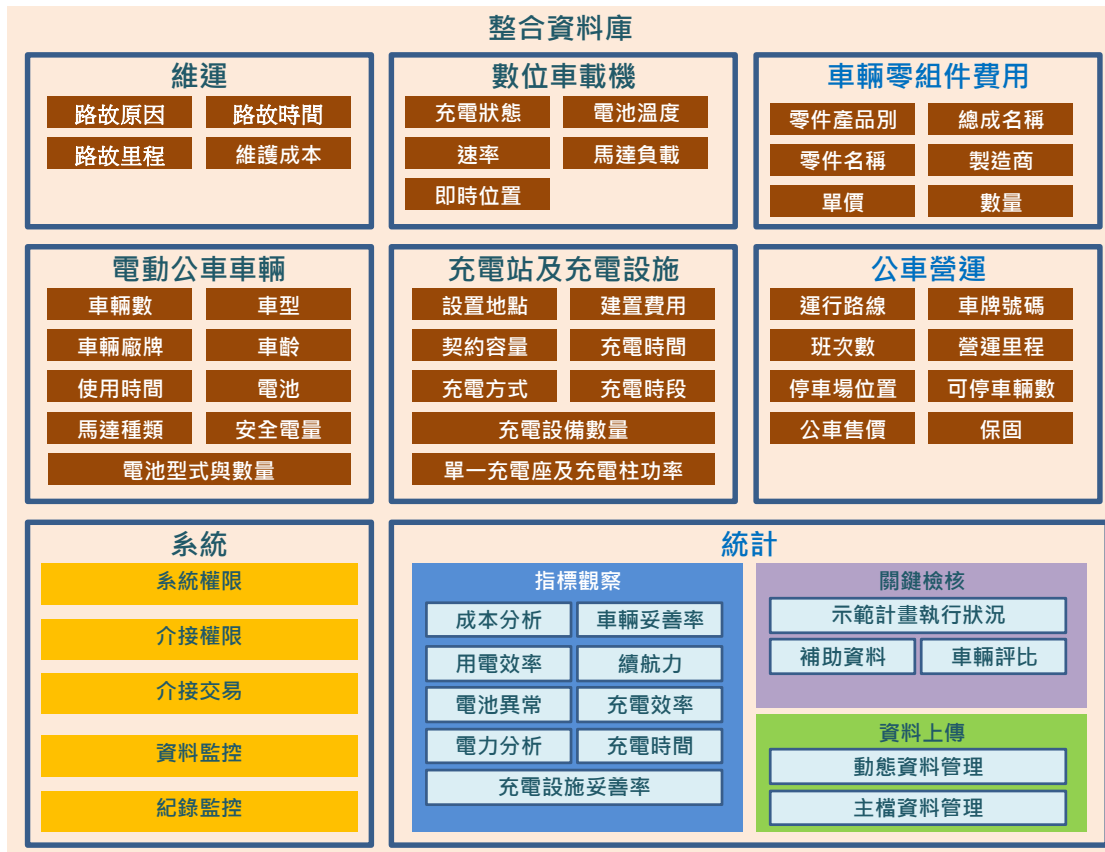 整合資料庫
維運
路故原因
路故時間
路故里程
維護成本
數位車載機
充電狀態
電池溫度
速率
馬達負載
即時位置
車輛零組件費用
零件產品別
總成名稱
零件名稱
製造商
單價
數量
電動公車車輛
車輛數
車型
車輛廠牌
車齡
使用時間
電池
馬達種類
安全電量
電池型式與數量
充電站及充電設施
設置地點
建置費用
契約容量
充電時間
充電方式
充電時段
充電設備數量
單一充電座及充電柱功率
公車營運
運行路線
車牌號碼
班次數
營運里程
停車場位置
可停車輛數
公車售價
保固
系統
系統權限
介接權限
介接交易
資料監控
紀錄監控
統計
指標觀察
成本分析
車輛妥善率
用電效率
續航力
電池異常
充電效率
電力分析
充電時間
充電設施妥善率
關鍵檢核
示範計畫執行狀況
補助資料
車輛評比
資料上傳
動態資料管理
主檔資料管理